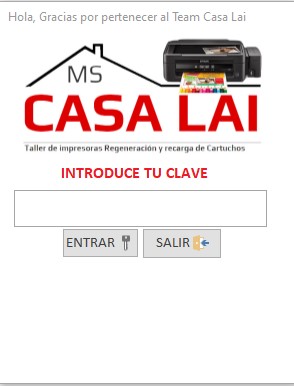 Hola, Gracias por pertenecer al Team Casa Lai
MS
CASA LAI
Taller de impresoras Regeneración y recarga de Cartuchos
INTRODUCE TU CLAVE
ENTRAR
SALIR